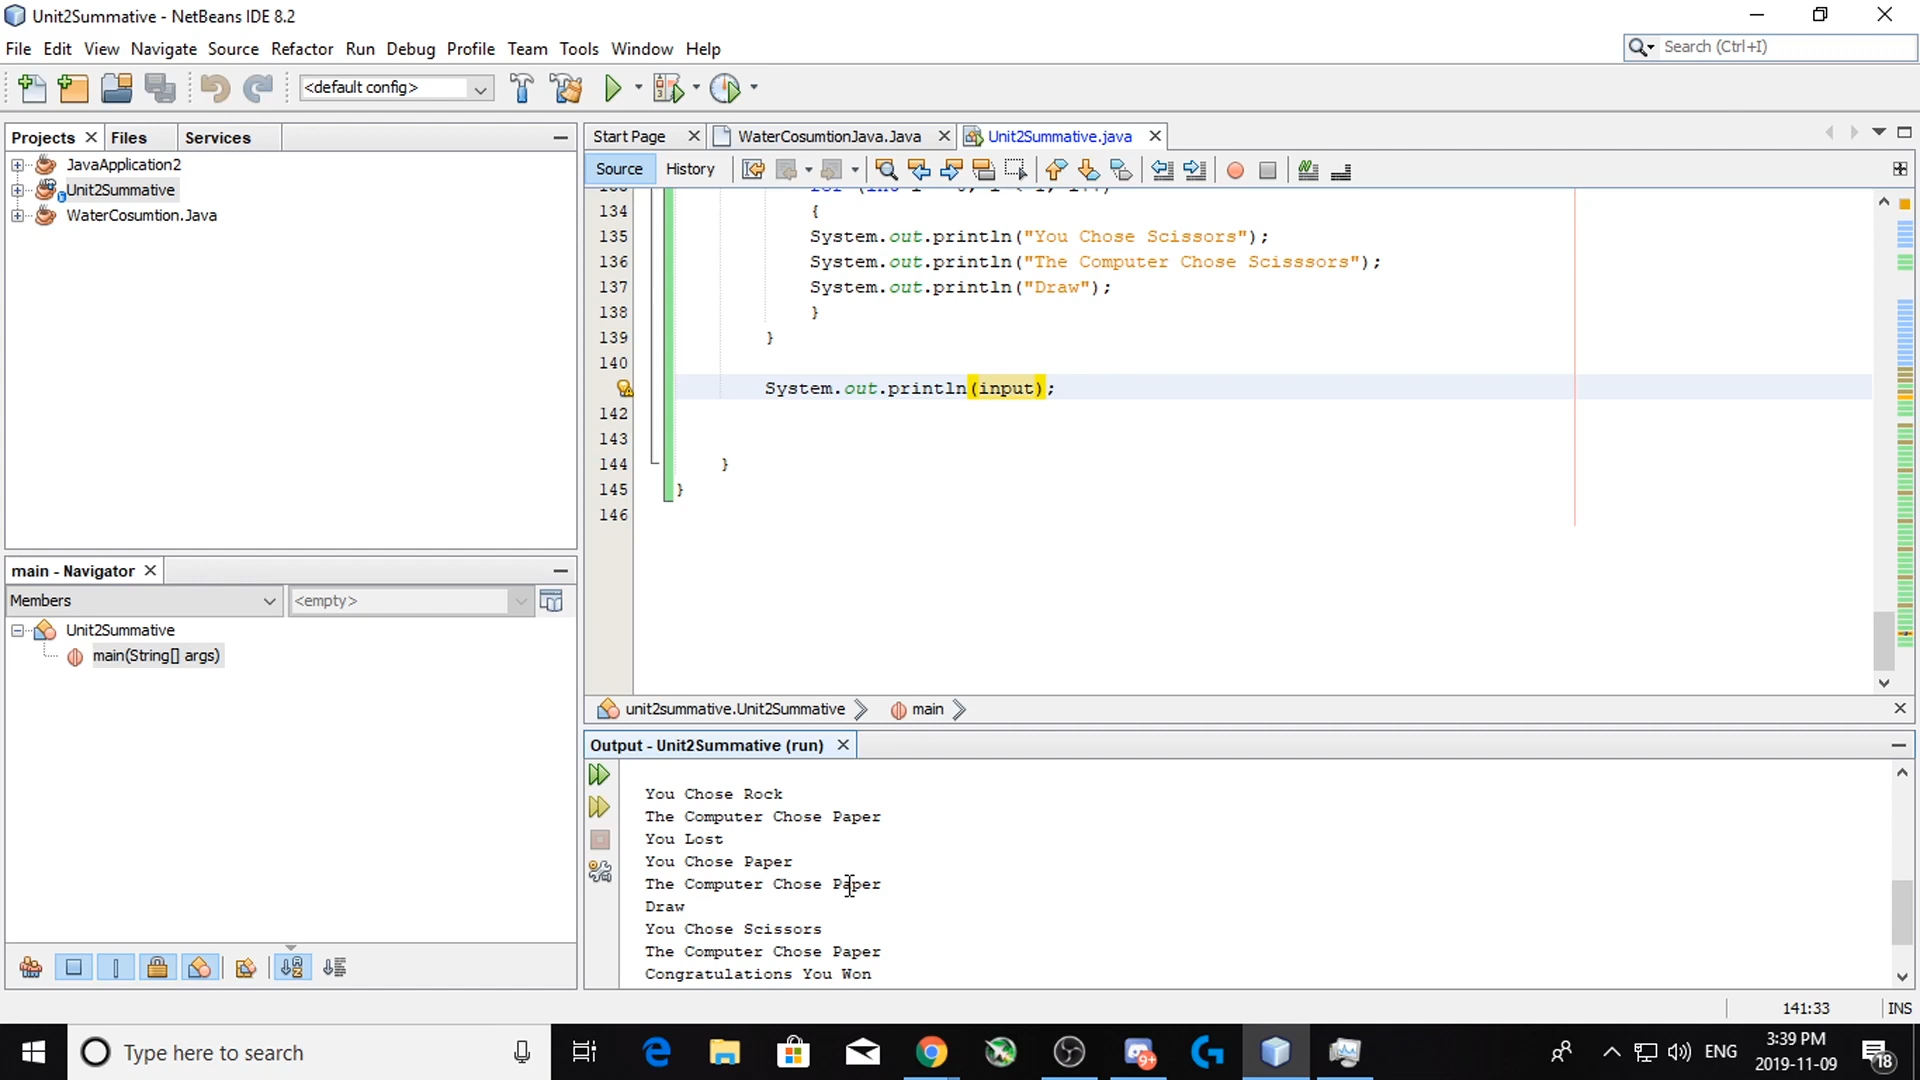 Unit2Summative - NetBeans IDE 8.2
File Edit View Navigate Source Refactor Run Debug Profile Team Tools Window Help
Search (Ctrl+I)
<default config>
Projects Files Services
Start Page WaterCosumtionJava.Java Unit2Summative.java
JavaApplication2
Unit2Summative
WaterCosumtion.Java
Source History
134 {
135 System.out.println("You Chose Scissors");
136 System.out.println("The Computer Chose Scisssors");
137 System.out.println("Draw");
138 }
139 }
140
System.out.println(input);
142
143
144 }
145 }
146
main - Navigator
Members <empty>
Unit2Summative
main(String[] args)
unit2summative.Unit2Summative main
Output - Unit2Summative (run)
You Chose Rock
The Computer Chose Paper
You Lost
You Chose Paper
The Computer Chose Paper
Draw
You Chose Scissors
The Computer Chose Paper
Congratulations You Won
141:33 INS
Type here to search
9+
ENG
3:39 PM
2019-11-09
18